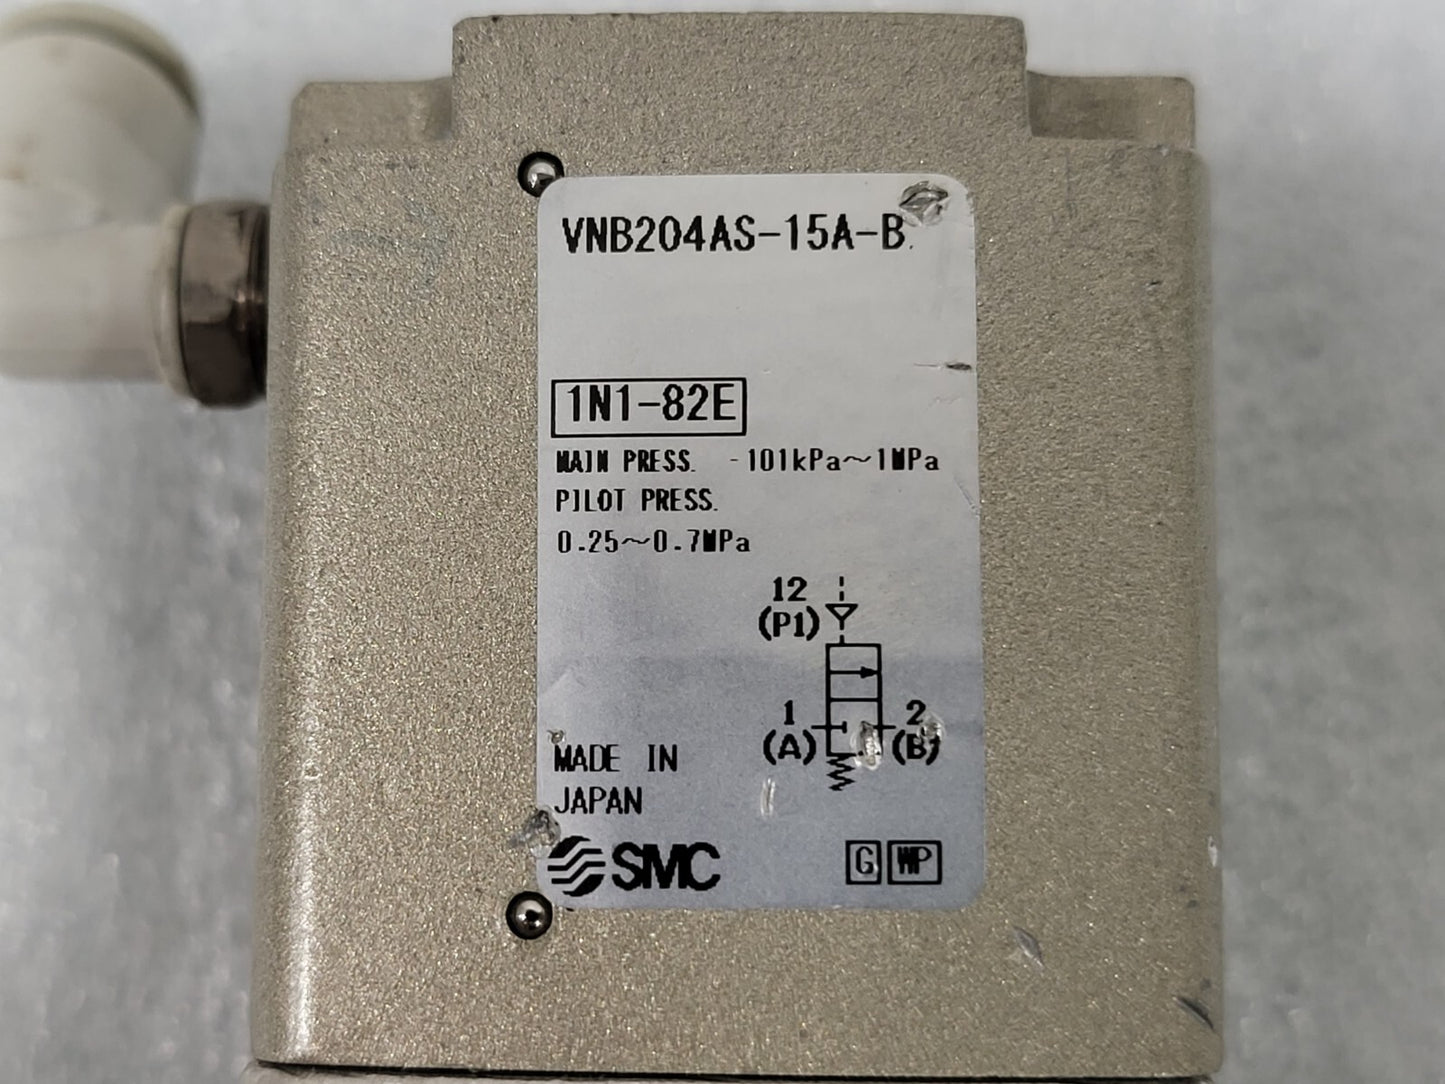 VNB204AS-15A-B
1N1-82E
MAIN PRESS. -101kPa~1MPa
PILOT PRESS.
0.25~0.7MPa
12
(P1)
1 2
(A) (B)
MADE IN
JAPAN
SMC G WP